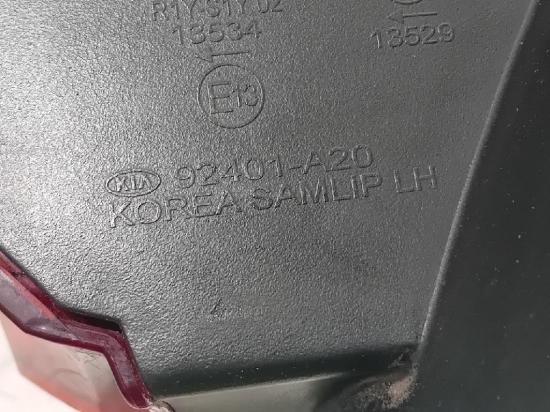 R1Y S1Y 02
13534
13529
E13
KIA 92401-A20
KOREA SAMLIP LH